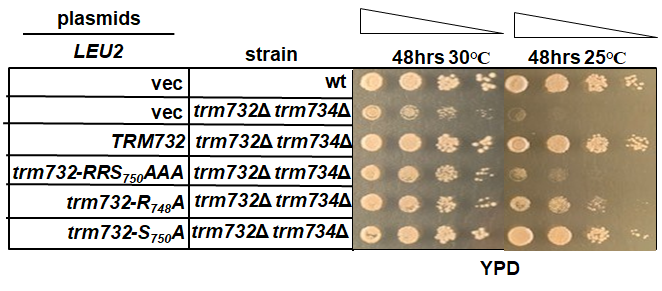 plasmids
LEU2 strain 48hrs 30°C 48hrs 25°C
vec wt
vec trm732Δ trm734Δ
TRM732 trm732Δ trm734Δ
trm732-RRS750AAA trm732Δ trm734Δ
trm732-R748A trm732Δ trm734Δ
trm732-S750A trm732Δ trm734Δ
YPD